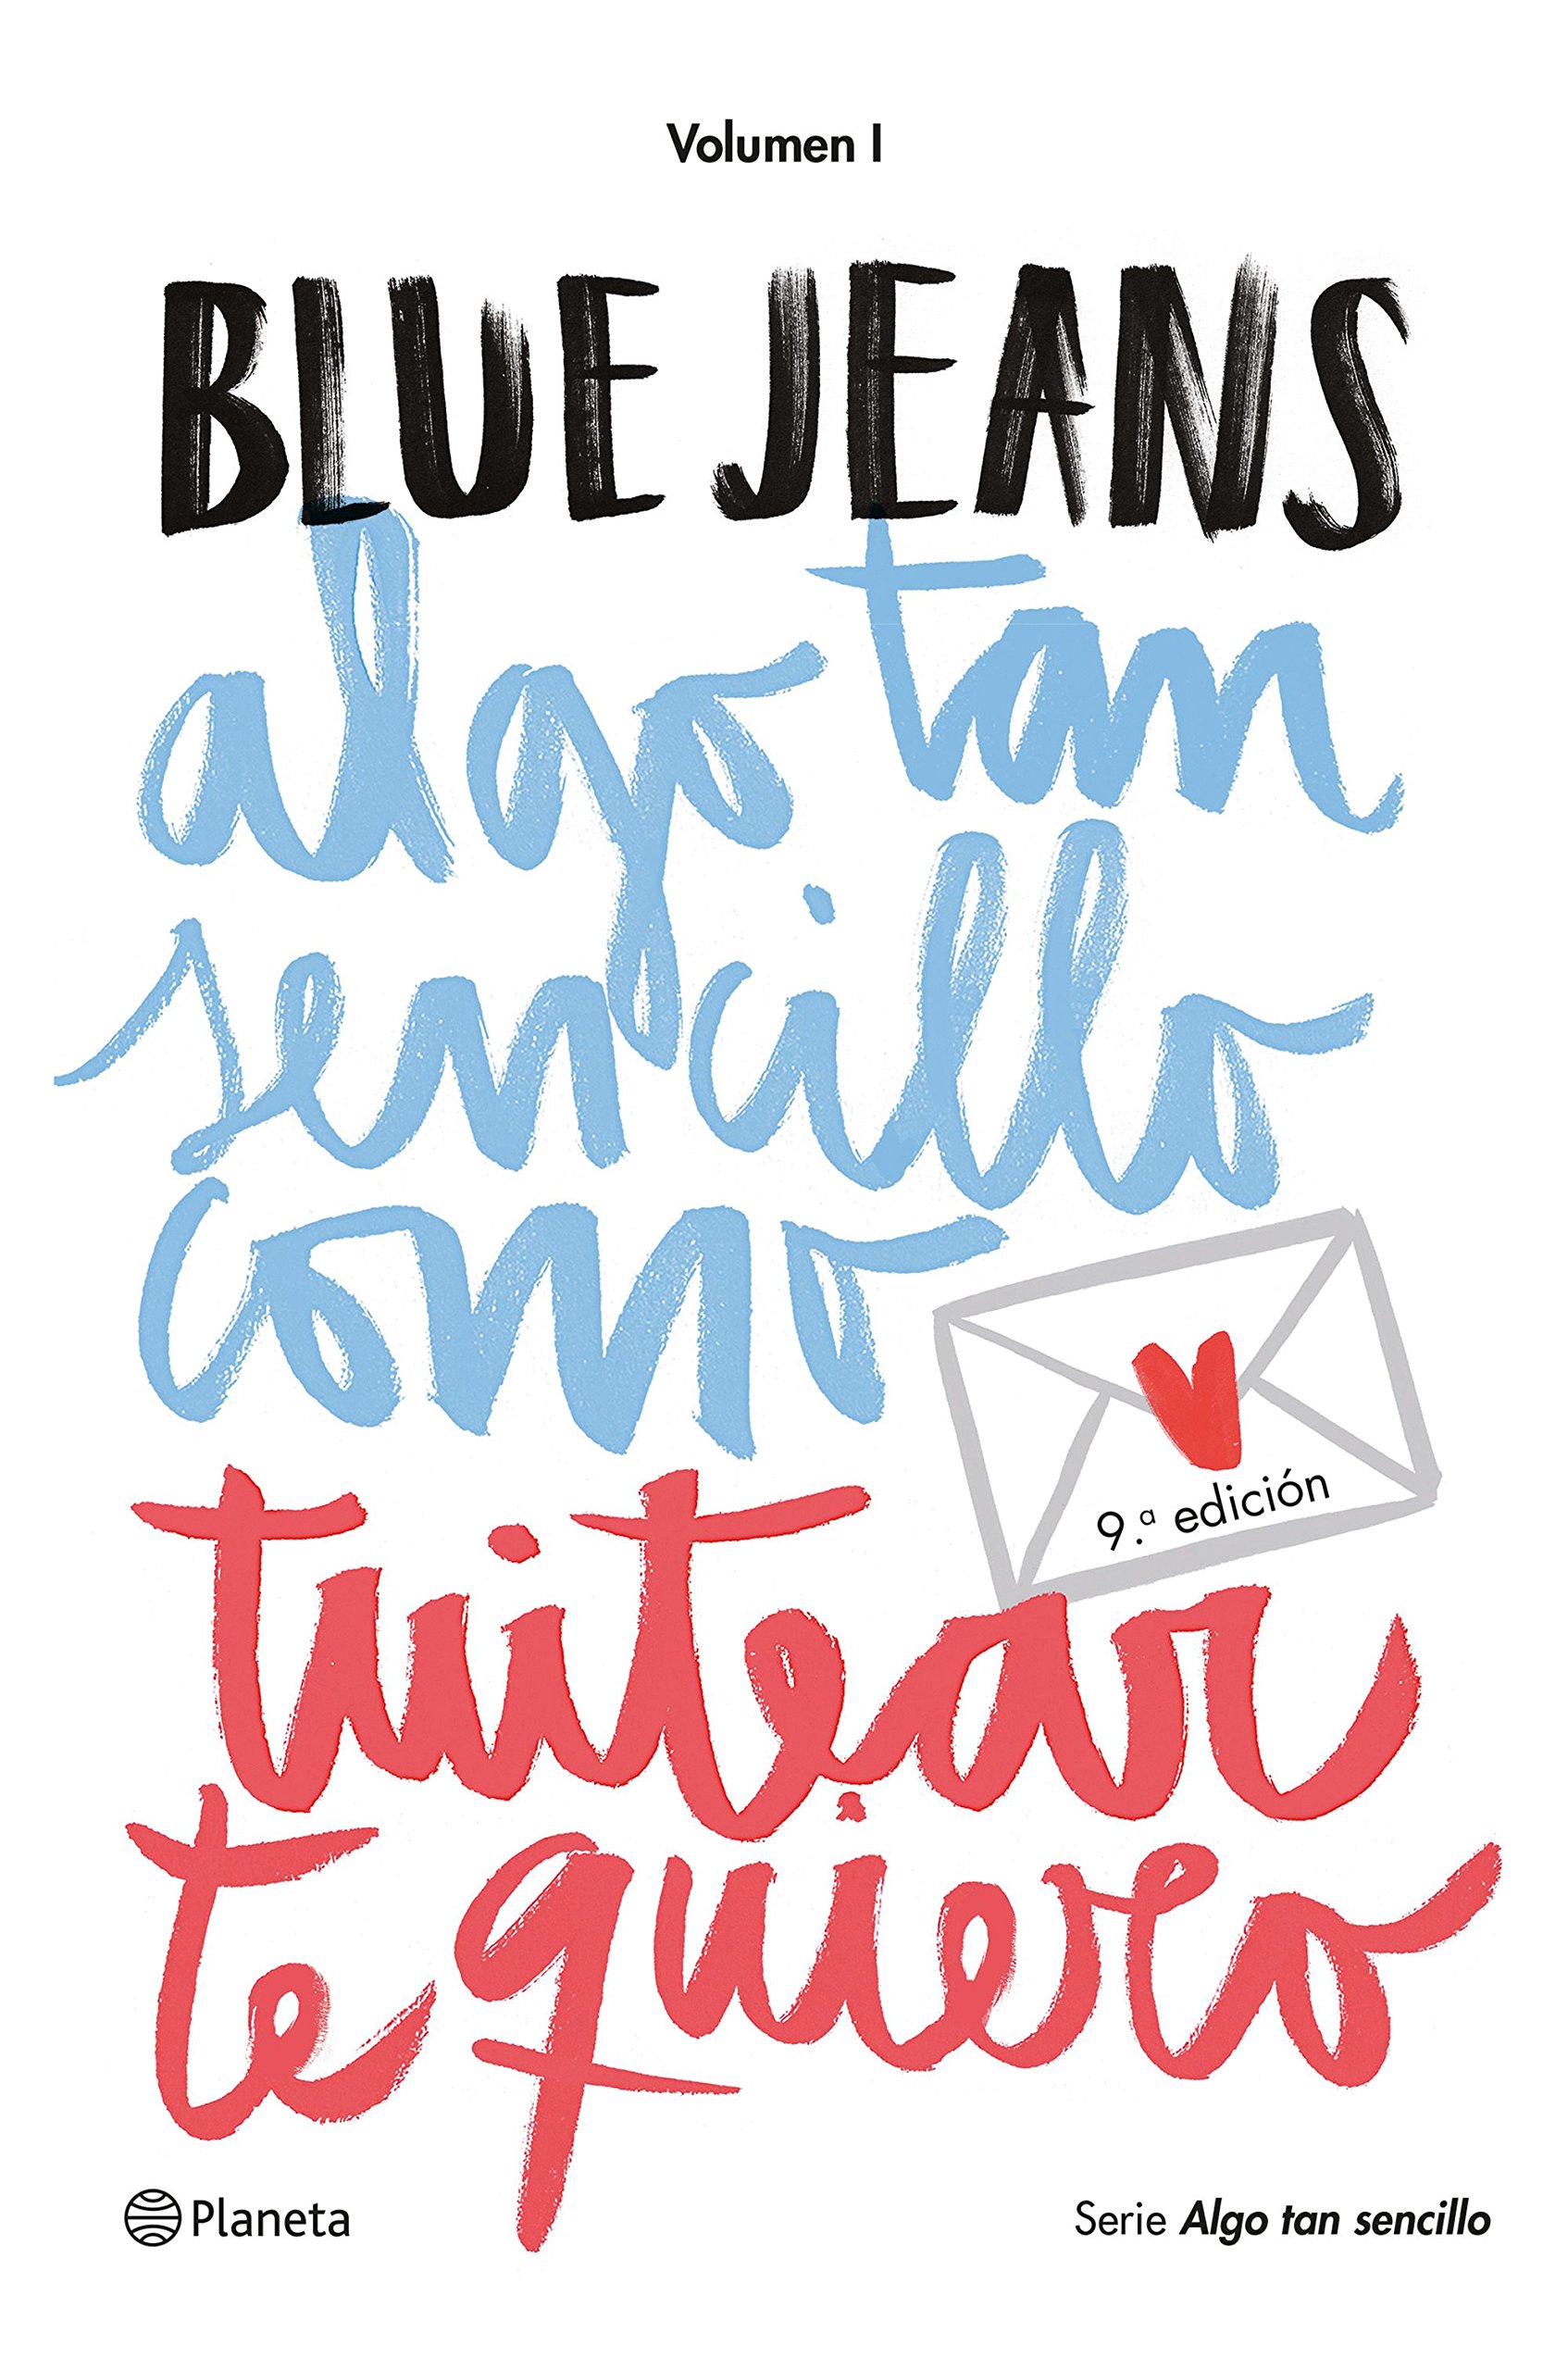 Volumen I
BLUE JEANS
algo tan
sencillo
como
9.ª edición
tuitear
te quiero
Planeta
Serie Algo tan sencillo